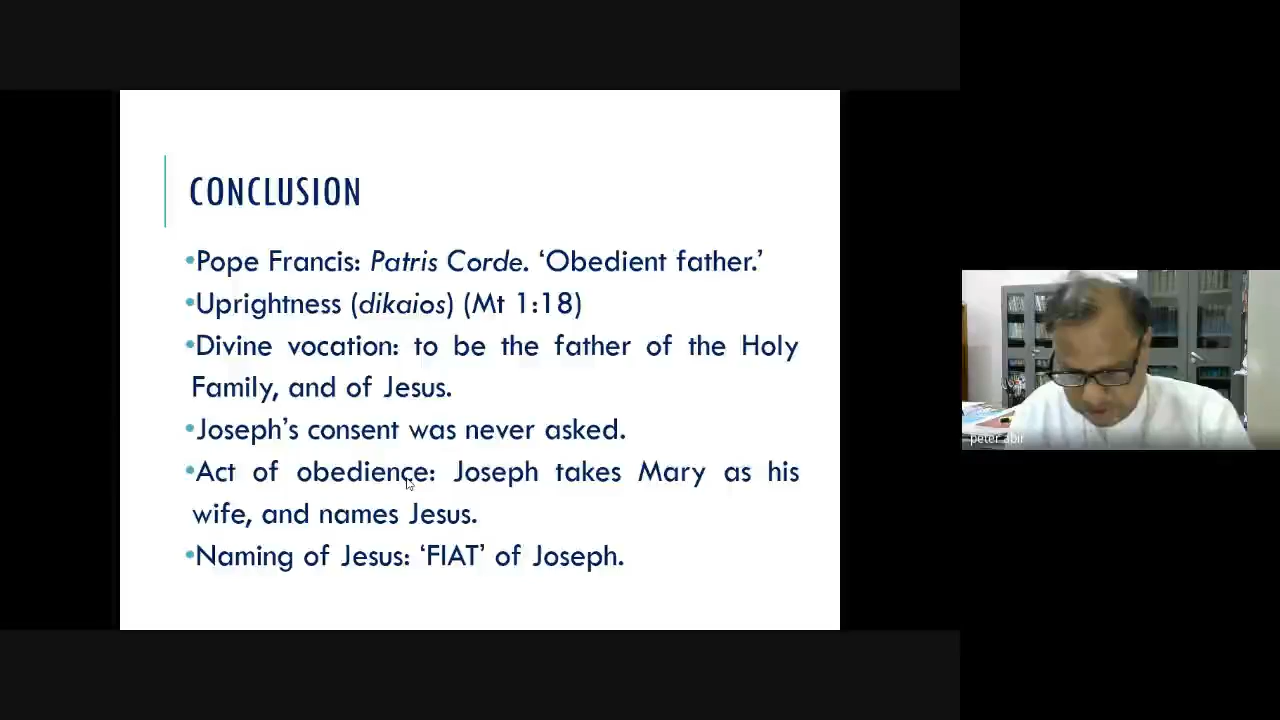 CONCLUSION
•Pope Francis: Patris Corde. ‘Obedient father.’
•Uprightness (dikaios) (Mt 1:18)
•Divine vocation: to be the father of the Holy
Family, and of Jesus.
•Joseph’s consent was never asked.
•Act of obedience: Joseph takes Mary as his
wife, and names Jesus.
•Naming of Jesus: ‘FIAT’ of Joseph.
peter abir